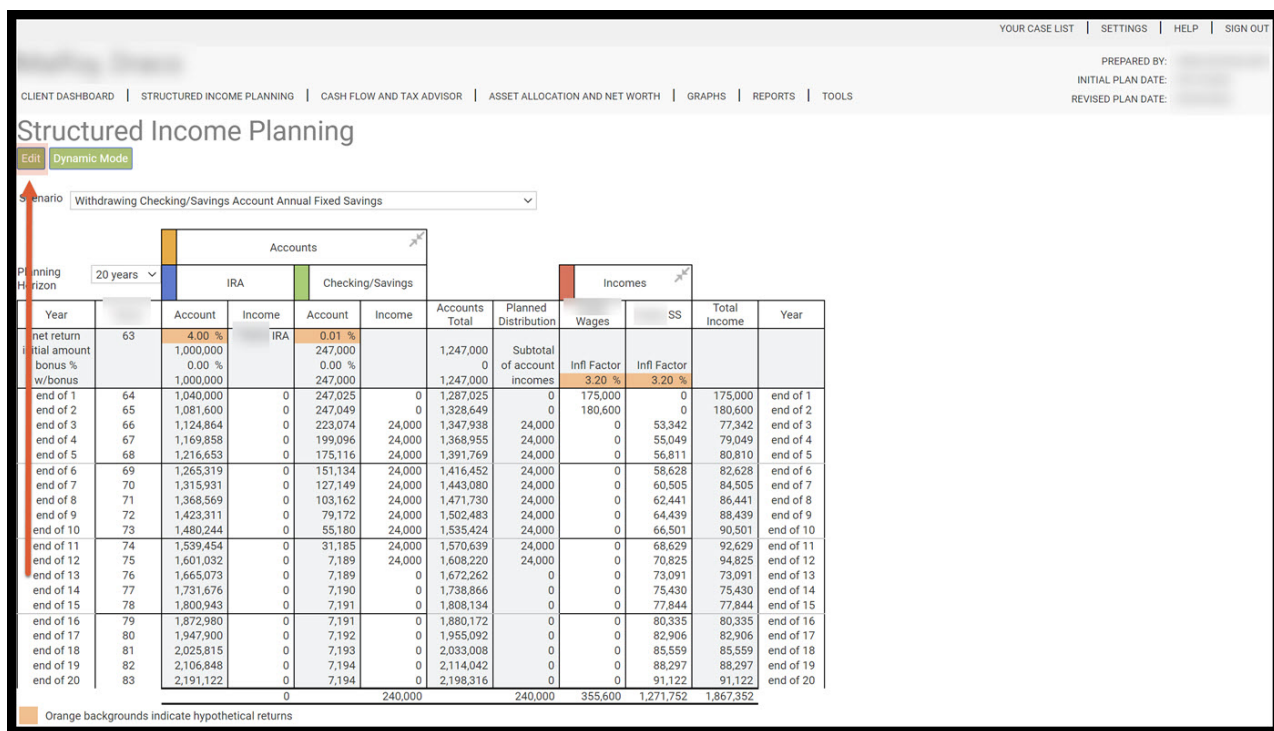 YOUR CASE LIST | SETTINGS | HELP | SIGN OUT
PREPARED BY:
INITIAL PLAN DATE:
REVISED PLAN DATE:
CLIENT DASHBOARD | STRUCTURED INCOME PLANNING | CASH FLOW AND TAX ADVISOR | ASSET ALLOCATION AND NET WORTH | GRAPHS | REPORTS | TOOLS
Structured Income Planning
Edit Dynamic Mode
Scenario Withdrawing Checking/Savings Account Annual Fixed Savings
Accounts
Planning Horizon 20 years IRA Checking/Savings Incomes
Year Account Income Account Income Accounts Total Planned Distribution Wages SS Total Income Year
net return 63 4.00 % IRA 0.01 %
initial amount 1,000,000 247,000 1,247,000 Subtotal
bonus % 0.00 % 0.00 % 0 of account Infl Factor Infl Factor
w/bonus 1,000,000 247,000 1,247,000 incomes 3.20 % 3.20 %
end of 1 64 1,040,000 0 247,025 0 1,287,025 0 175,000 0 175,000 end of 1
end of 2 65 1,081,600 0 247,049 0 1,328,649 0 180,600 0 180,600 end of 2
end of 3 66 1,124,864 0 223,074 24,000 1,347,938 24,000 0 53,342 77,342 end of 3
end of 4 67 1,169,858 0 199,096 24,000 1,368,955 24,000 0 55,049 79,049 end of 4
end of 5 68 1,216,653 0 175,116 24,000 1,391,769 24,000 0 56,811 80,810 end of 5
end of 6 69 1,265,319 0 151,134 24,000 1,416,452 24,000 0 58,628 82,628 end of 6
end of 7 70 1,315,931 0 127,149 24,000 1,443,080 24,000 0 60,505 84,505 end of 7
end of 8 71 1,368,569 0 103,162 24,000 1,471,730 24,000 0 62,441 86,441 end of 8
end of 9 72 1,423,311 0 79,172 24,000 1,502,483 24,000 0 64,439 88,439 end of 9
end of 10 73 1,480,244 0 55,180 24,000 1,535,424 24,000 0 66,501 90,501 end of 10
end of 11 74 1,539,454 0 31,185 24,000 1,570,639 24,000 0 68,629 92,629 end of 11
end of 12 75 1,601,032 0 7,189 24,000 1,608,220 24,000 0 70,825 94,825 end of 12
end of 13 76 1,665,073 0 7,189 0 1,672,262 0 0 73,091 73,091 end of 13
end of 14 77 1,731,676 0 7,190 0 1,738,866 0 0 75,430 75,430 end of 14
end of 15 78 1,800,943 0 7,191 0 1,808,134 0 0 77,844 77,844 end of 15
end of 16 79 1,872,980 0 7,191 0 1,880,172 0 0 80,335 80,335 end of 16
end of 17 80 1,947,900 0 7,192 0 1,955,092 0 0 82,906 82,906 end of 17
end of 18 81 2,025,815 0 7,193 0 2,033,008 0 0 85,559 85,559 end of 18
end of 19 82 2,106,848 0 7,194 0 2,114,042 0 0 88,297 88,297 end of 19
end of 20 83 2,191,122 0 7,194 0 2,198,316 0 0 91,122 91,122 end of 20
0 240,000 240,000 355,600 1,271,752 1,867,352
Orange backgrounds indicate hypothetical returns